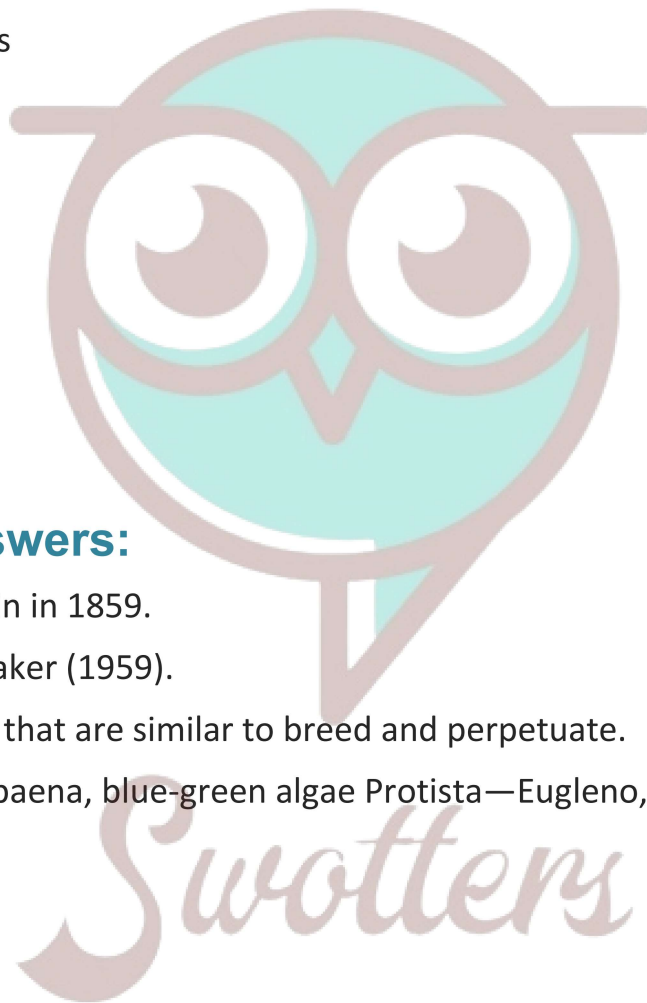 s
swers:
n in 1859.
aker (1959).
that are similar to breed and perpetuate.
baena, blue-green algae Protista—Eugleno,
Swotters